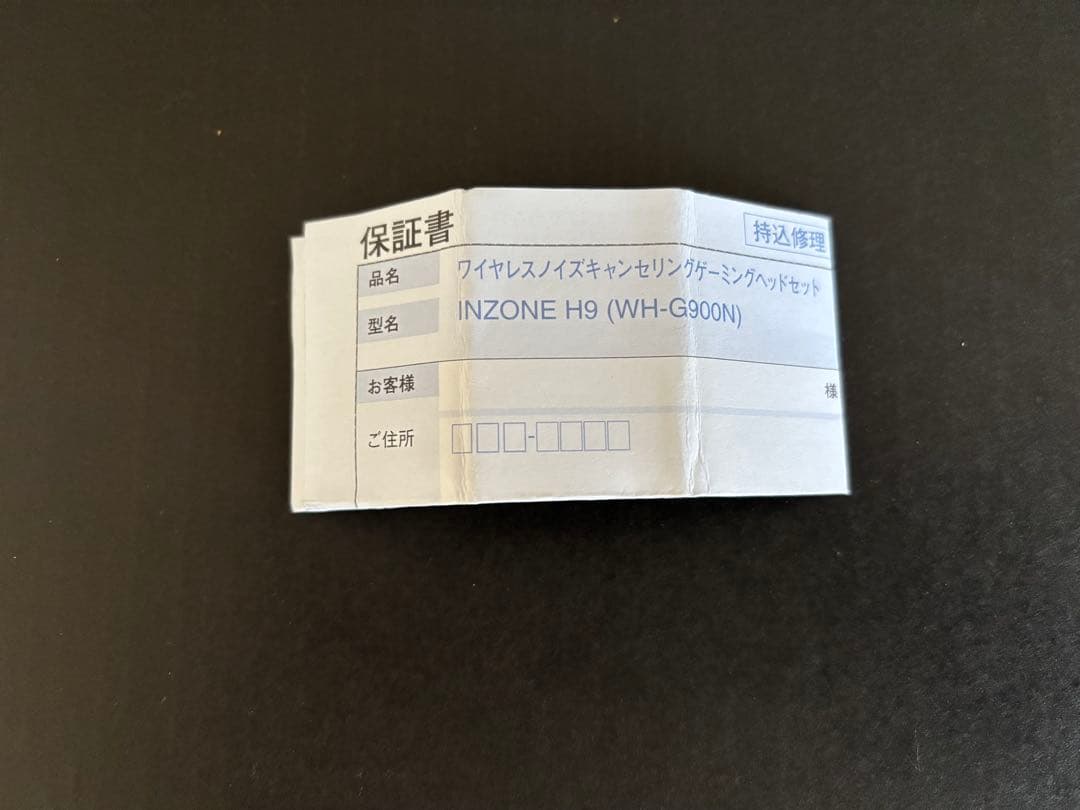 保証書
持込修理
品名 ワイヤレスノイズキャンセリングゲーミングヘッドセット
型名 INZONE H9 (WH-G900N)
お客様 様
ご住所 □□□-□□□□